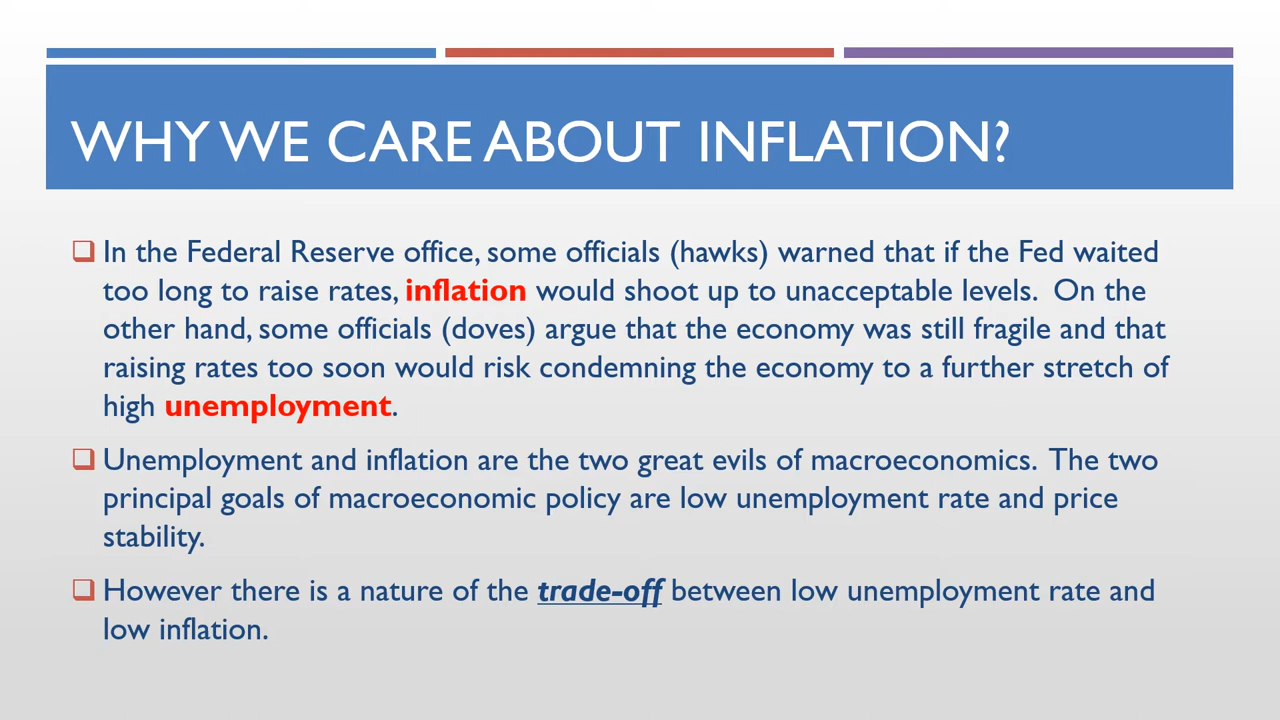 WHY WE CARE ABOUT INFLATION?
In the Federal Reserve office, some officials (hawks) warned that if the Fed waited
too long to raise rates, inflation would shoot up to unacceptable levels.  On the
other hand, some officials (doves) argue that the economy was still fragile and that
raising rates too soon would risk condemning the economy to a further stretch of
high unemployment.
Unemployment and inflation are the two great evils of macroeconomics.  The two
principal goals of macroeconomic policy are low unemployment rate and price
stability.
However there is a nature of the trade-off between low unemployment rate and
low inflation.